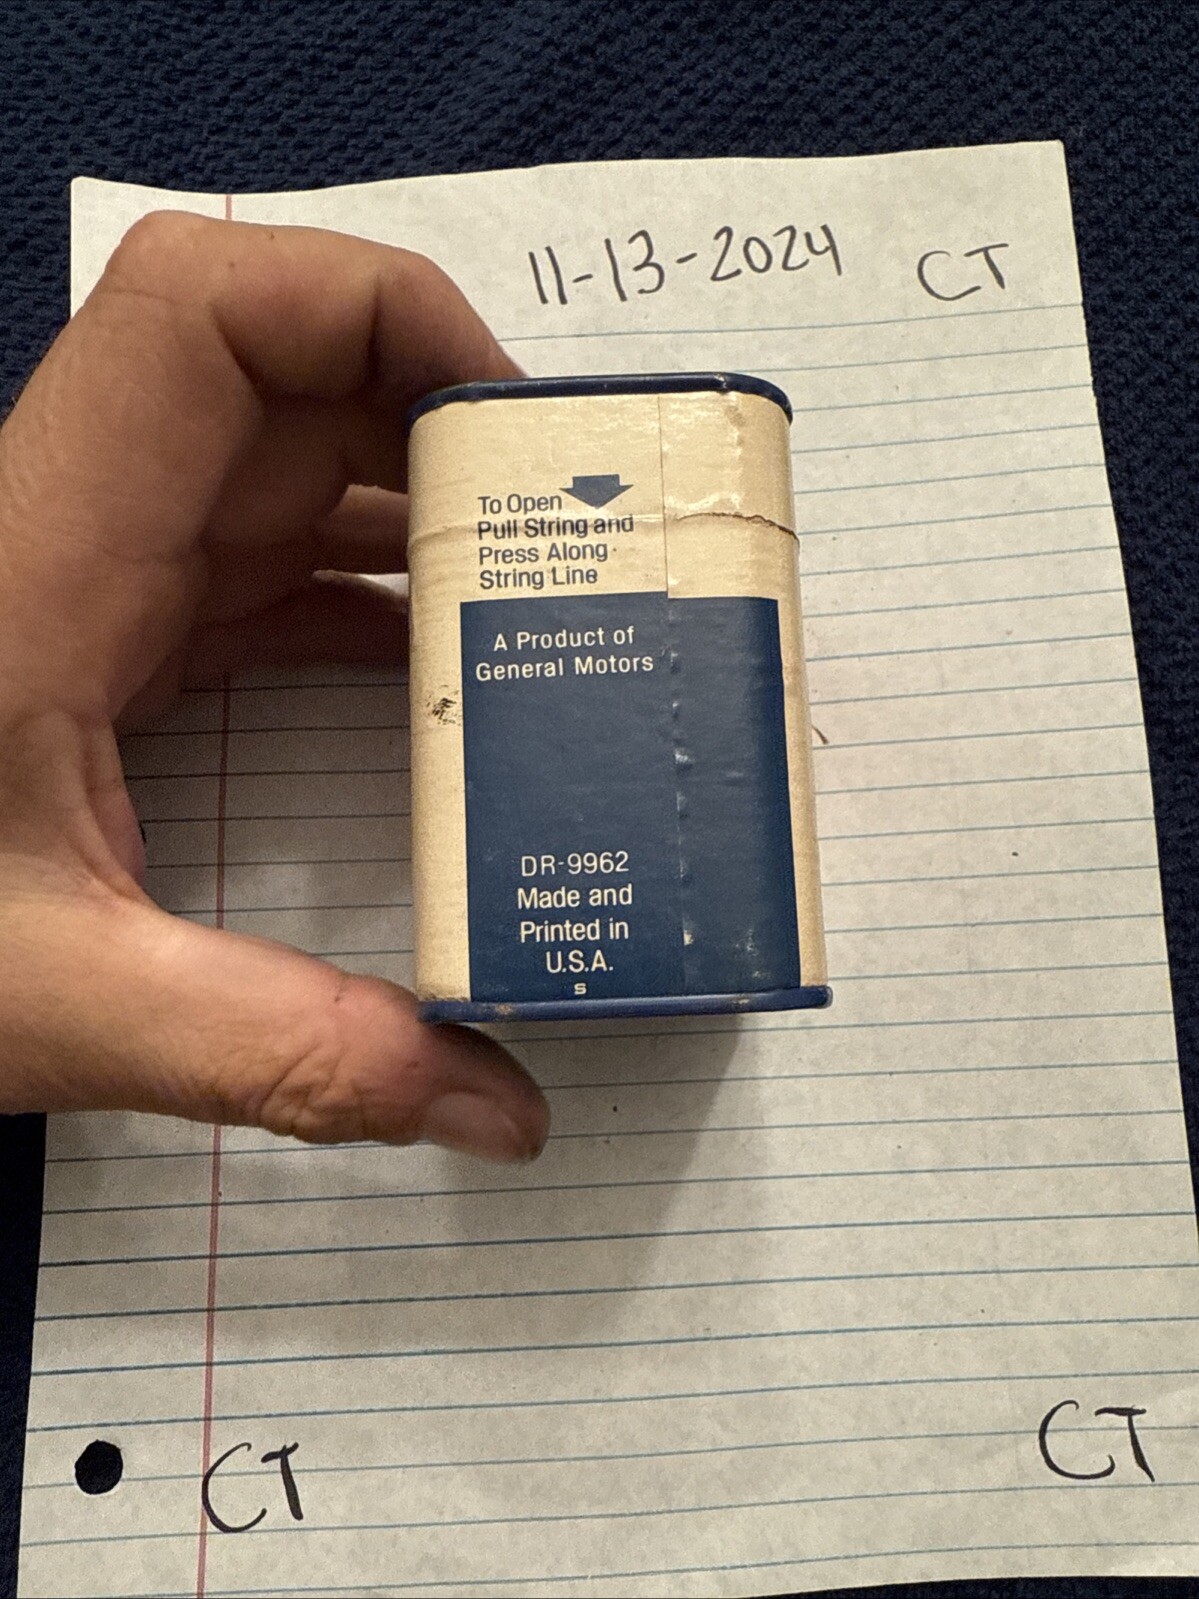 11-13-2024 CT
To Open
Pull String and
Press Along
String Line
A Product of
General Motors
DR-9962
Made and
Printed in
U.S.A.
S
CT CT